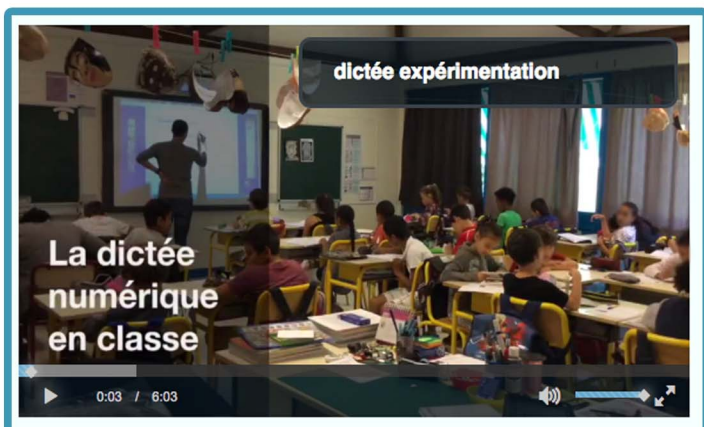 dictée expérimentation
La dictée
numérique
en classe
0:03 / 6:03